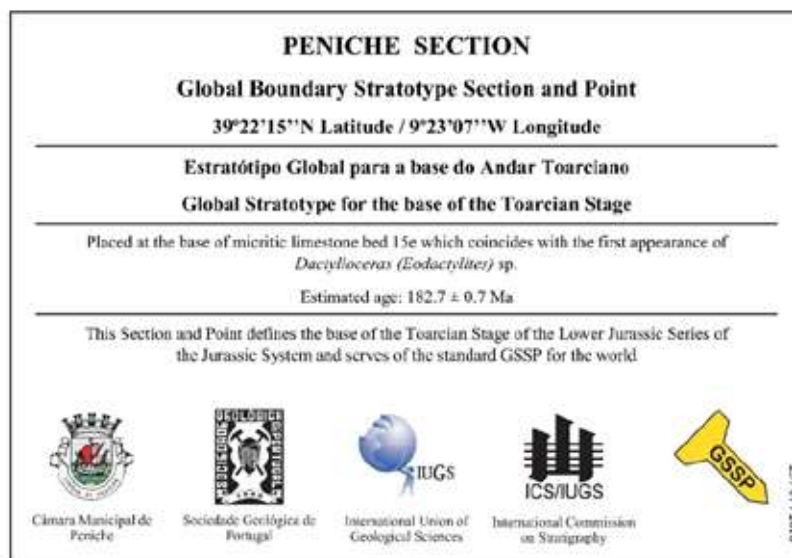 PENICHE SECTION
Global Boundary Stratotype Section and Point
39º22'15''N Latitude / 9º23'07''W Longitude
Estratótipo Global para a base do Andar Toarciano
Global Stratotype for the base of the Toarcian Stage
Placed at the base of micritic limestone bed 15e which coincides with the first appearance of
Dactylioceras (Eodactylites) sp.
Estimated age: 182.7 ± 0.7 Ma
This Section and Point defines the base of the Toarcian Stage of the Lower Jurassic Series of
the Jurassic System and serves of the standard GSSP for the world
IUGS
ICS/IUGS
GSSP
Câmara Municipal de
Peniche
Sociedade Geológica de
Portugal
International Union of
Geological Sciences
International Commission
on Stratigraphy